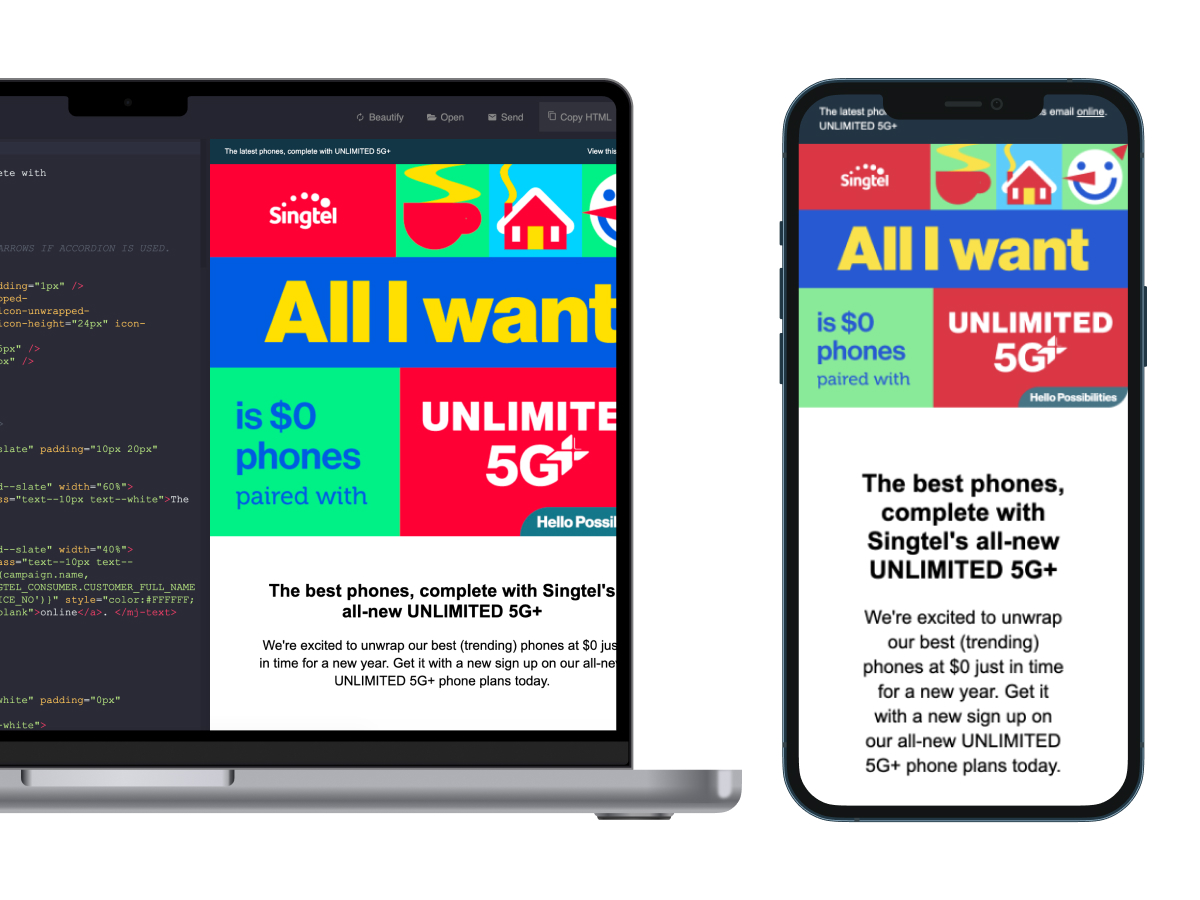 Beautify
Open
Send
Copy HTML
ete with
ARROWS IF ACCORDION IS USED.
dding="1px" />
pped-
icon-unwrapped-
icon-height="24px" icon-
5px" />
px" />
>
slate" padding="10px 20px"
d--slate" width="60%">
ss="text--10px text--white">The
d--slate" width="40%">
ass="text--10px text--
(campaign.name,
GTEL_CONSUMER.CUSTOMER_FULL_NAME
ICE_NO')}" style="color:#FFFFFF;
blank">online</a>. </mj-text>
white" padding="0px"
-white">
The latest phones, complete with UNLIMITED 5G+
View this
Singtel
All I want
is $0
phones
paired with
UNLIMITE
5G+
Hello Possil
The best phones, complete with Singtel's
all-new UNLIMITED 5G+
We're excited to unwrap our best (trending) phones at $0 jus
in time for a new year. Get it with a new sign up on our all-new
UNLIMITED 5G+ phone plans today.
The latest pho
s email online.
UNLIMITED 5G+
Singtel
All I want
is $0
phones
paired with
UNLIMITED
5G+
Hello Possibilities
The best phones,
complete with
Singtel's all-new
UNLIMITED 5G+
We're excited to unwrap
our best (trending)
phones at $0 just in time
for a new year. Get it
with a new sign up on
our all-new UNLIMITED
5G+ phone plans today.